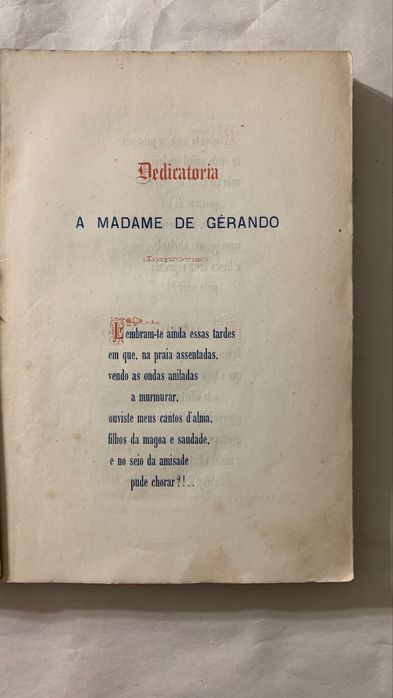 Dedicatoria
A MADAME DE GÉRANDO
(Improviso)
Lembram-te ainda essas tardes
em que, na praia assentadas,
vendo as ondas aniladas
a murmurar,
ouviste meus cantos d'alma,
filhos da magoa e saudade,
e no seio da amisade
pude chorar?!..